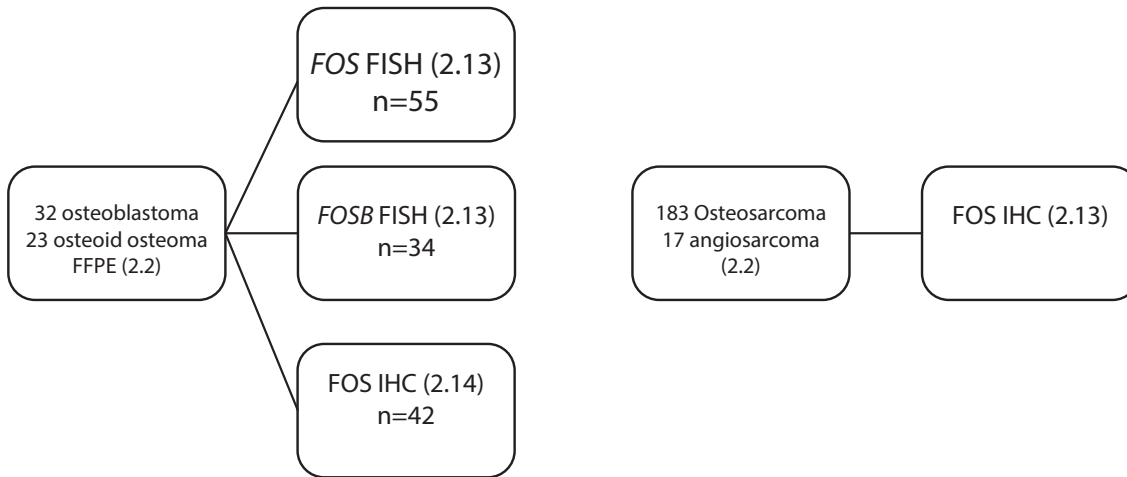 FOS FISH (2.13)
n=55
32 osteoblastoma
23 osteoid osteoma
FFPE (2.2)
FOSB FISH (2.13)
n=34
FOS IHC (2.14)
n=42
183 Osteosarcoma
17 angiosarcoma
(2.2)
FOS IHC (2.13)